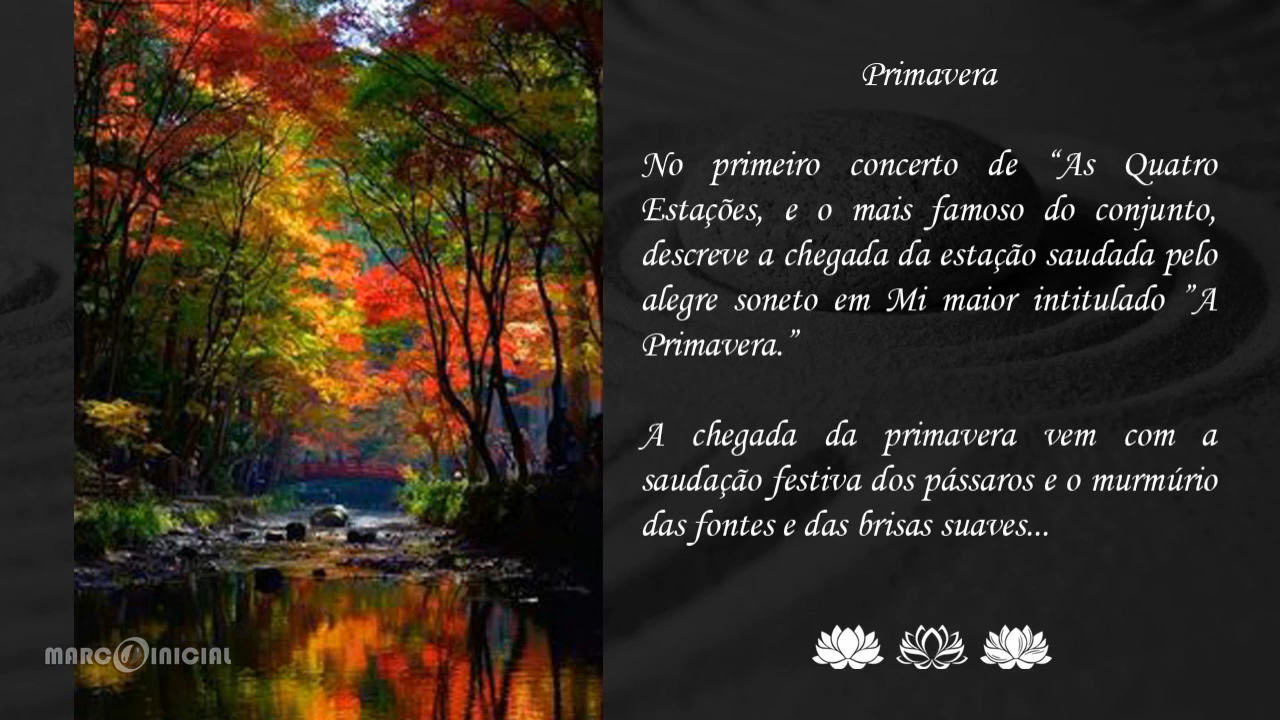 Primavera
No primeiro concerto de “As Quatro
Estações, e o mais famoso do conjunto,
descreve a chegada da estação saudada pelo
alegre soneto em Mi maior intitulado ”A
Primavera.”
A chegada da primavera vem com a
saudação festiva dos pássaros e o murmúrio
das fontes e das brisas suaves...
MARCO INICIAL